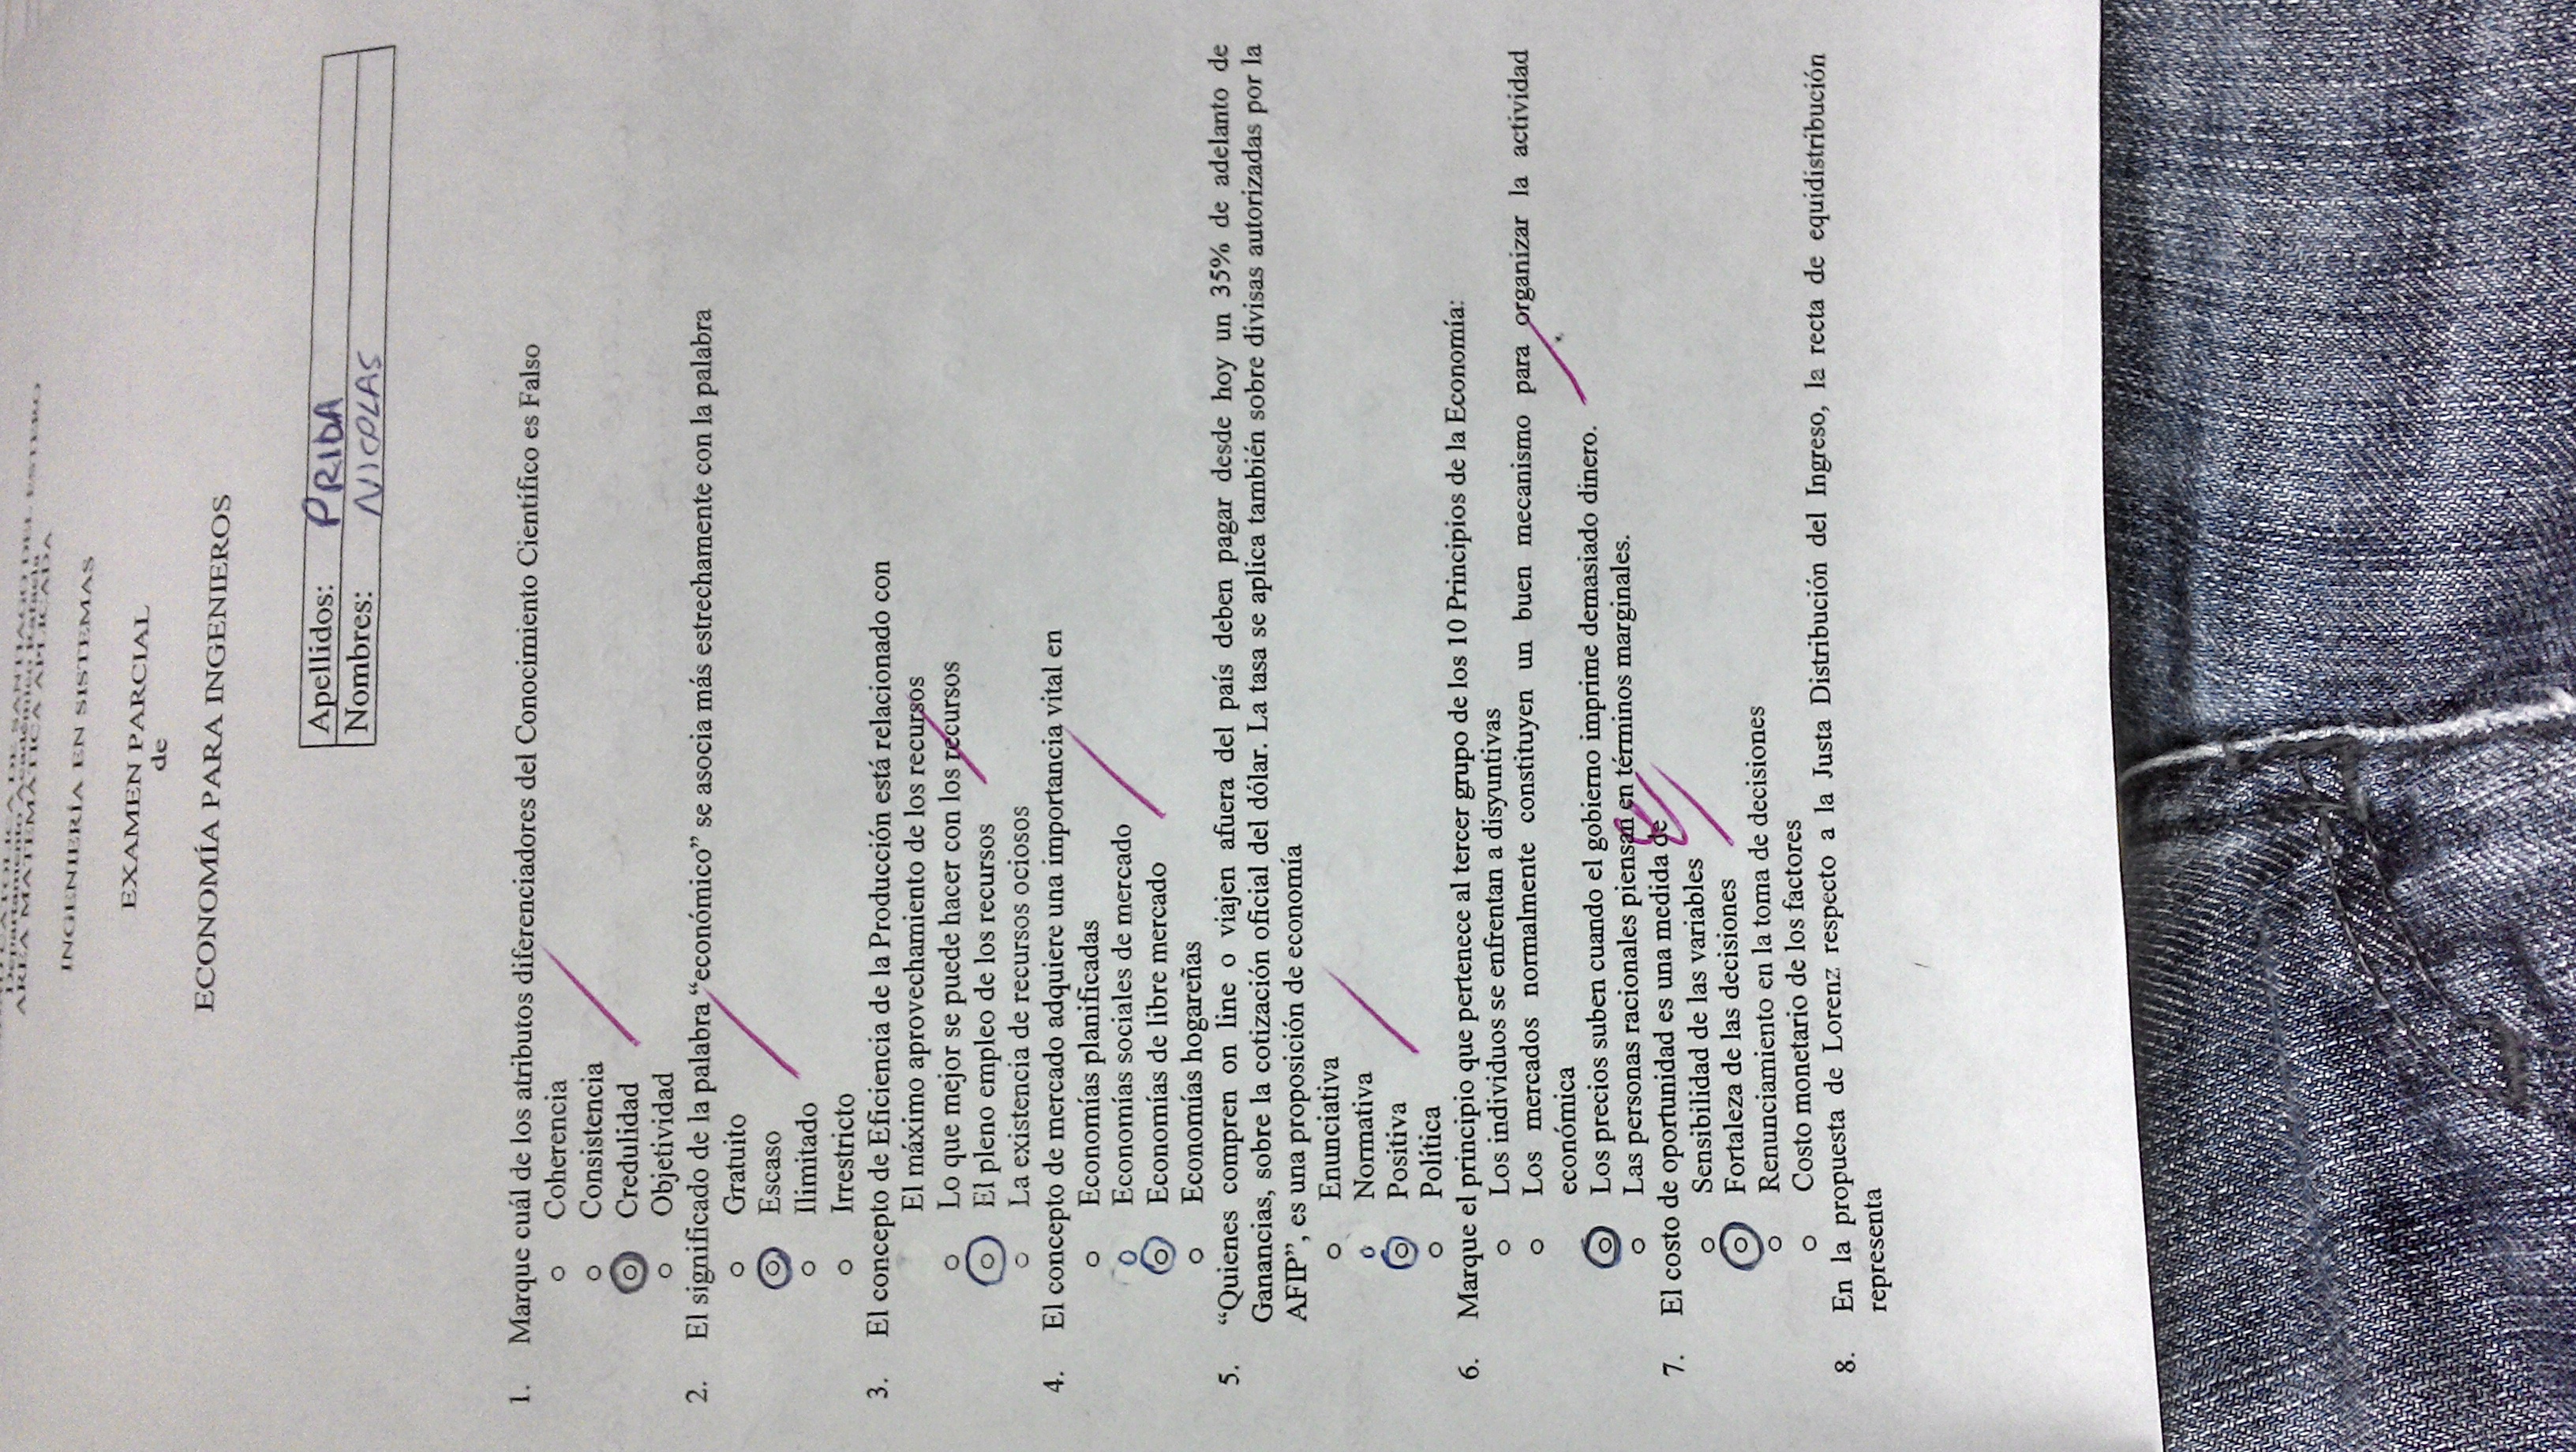 CATOLICA DE SANTIAGO DEL ESTERO
Departamento Académico Rafaela
AREA MATEMÁTICA APLICADA
INGENIERÍA EN SISTEMAS
EXAMEN PARCIAL
de
ECONOMÍA PARA INGENIEROS
Apellidos: PRIDA
Nombres: NICOLAS
1. Marque cuál de los atributos diferenciadores del Conocimiento Científico es Falso
Coherencia
Consistencia
Credulidad
Objetividad
2. El significado de la palabra “económico” se asocia más estrechamente con la palabra
Gratuito
Escaso
Ilimitado
Irrestricto
3. El concepto de Eficiencia de la Producción está relacionado con
El máximo aprovechamiento de los recursos
Lo que mejor se puede hacer con los recursos
El pleno empleo de los recursos
La existencia de recursos ociosos
4. El concepto de mercado adquiere una importancia vital en
Economías planificadas
Economías sociales de mercado
Economías de libre mercado
Economías hogareñas
5. “Quienes compren on line o viajen afuera del país deben pagar desde hoy un 35% de adelanto de
Ganancias, sobre la cotización oficial del dólar. La tasa se aplica también sobre divisas autorizadas por la
AFIP”, es una proposición de economía
Enunciativa
Normativa
Positiva
Política
6. Marque el principio que pertenece al tercer grupo de los 10 Principios de la Economía:
Los individuos se enfrentan a disyuntivas
Los mercados normalmente constituyen un buen mecanismo para organizar la actividad
económica
Los precios suben cuando el gobierno imprime demasiado dinero.
Las personas racionales piensan en términos marginales.
7. El costo de oportunidad es una medida de
Sensibilidad de las variables
Fortaleza de las decisiones
Renunciamiento en la toma de decisiones
Costo monetario de los factores
8. En la propuesta de Lorenz respecto a la Justa Distribución del Ingreso, la recta de equidistribución
representa